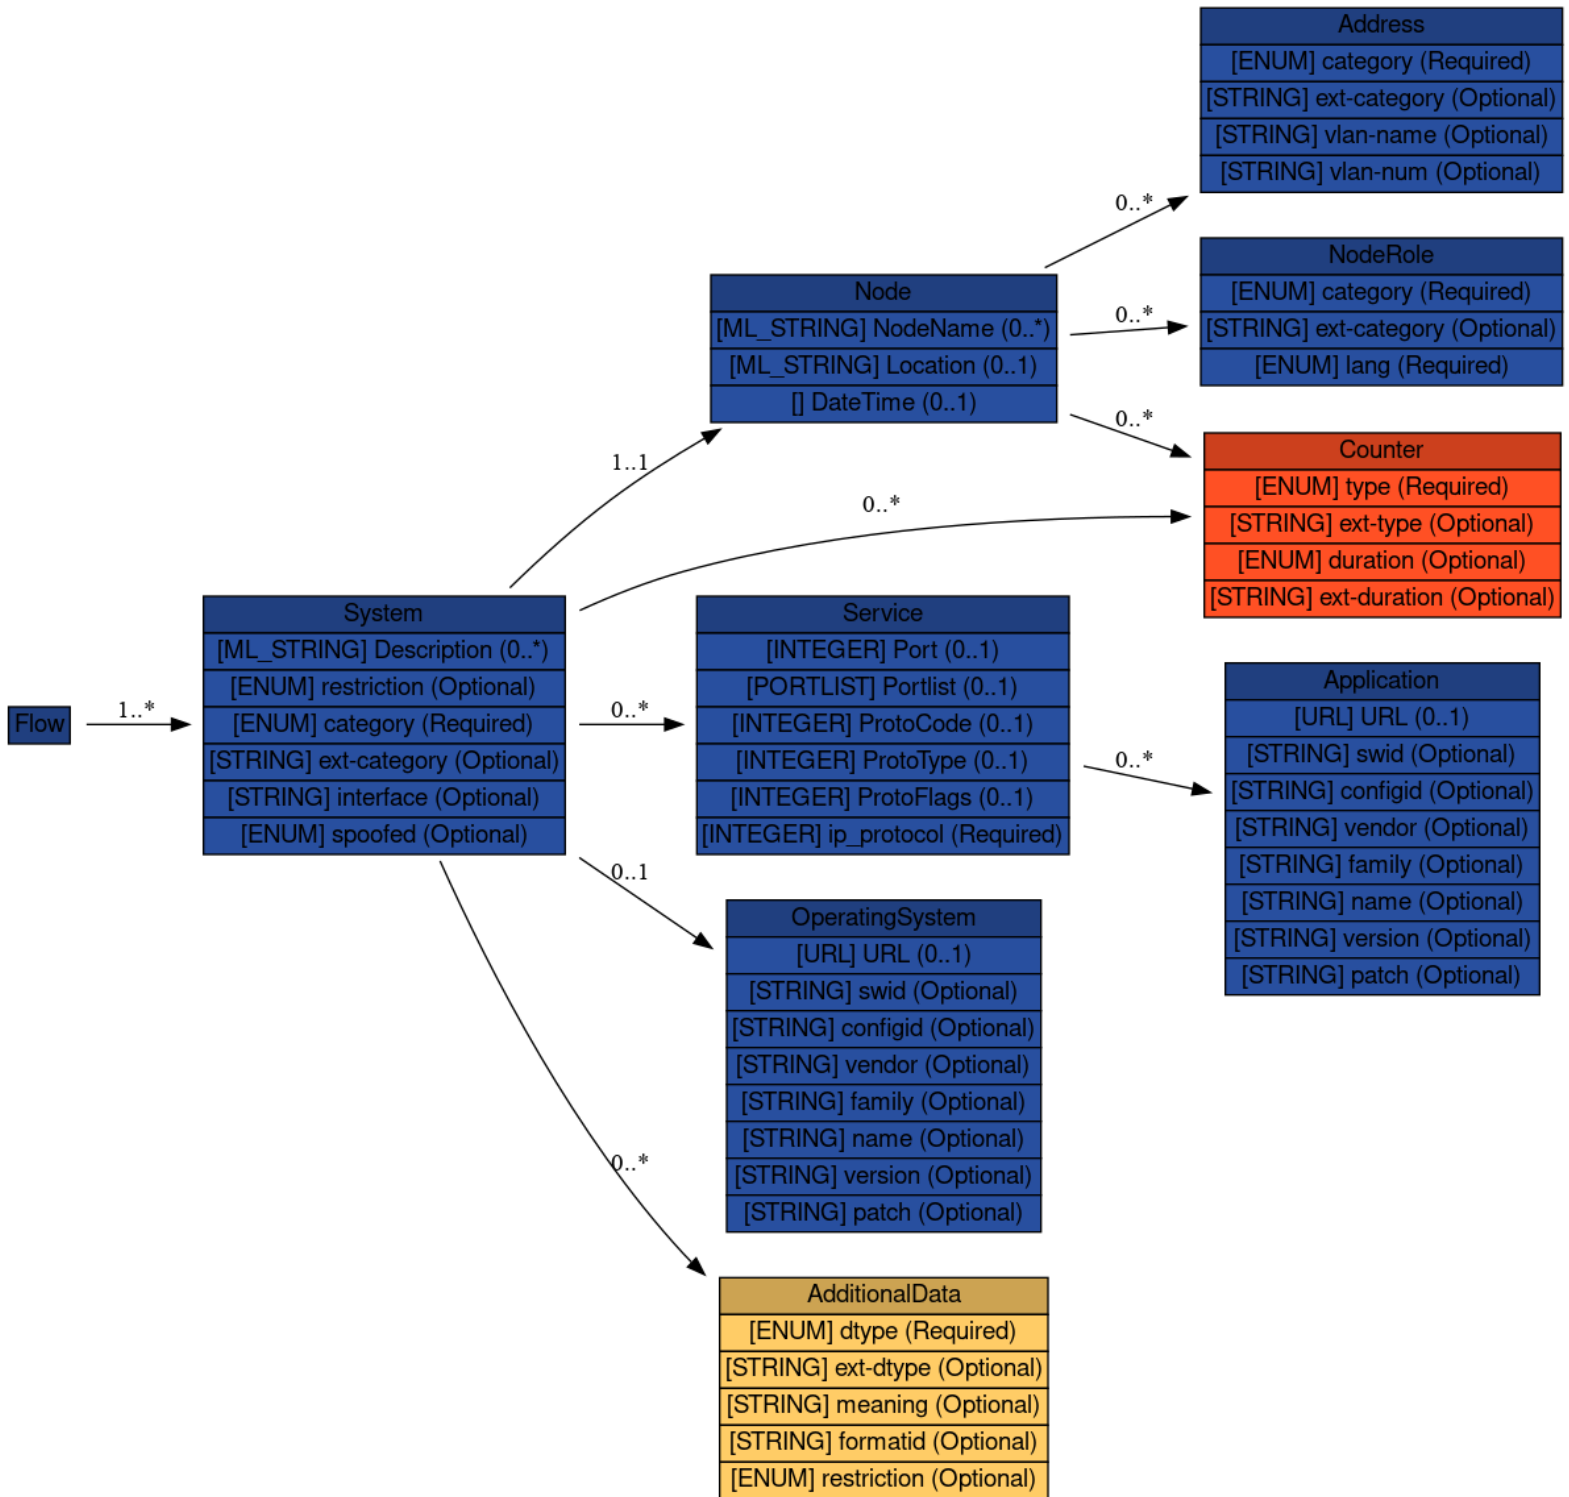 Flow
1..*
System
[ML_STRING] Description (0..*)
[ENUM] restriction (Optional)
[ENUM] category (Required)
[STRING] ext-category (Optional)
[STRING] interface (Optional)
[ENUM] spoofed (Optional)
1..1
0..*
0..*
0..1
0..*
Node
[ML_STRING] NodeName (0..*)
[ML_STRING] Location (0..1)
[] DateTime (0..1)
0..*
0..*
0..*
Address
[ENUM] category (Required)
[STRING] ext-category (Optional)
[STRING] vlan-name (Optional)
[STRING] vlan-num (Optional)
NodeRole
[ENUM] category (Required)
[STRING] ext-category (Optional)
[ENUM] lang (Required)
Counter
[ENUM] type (Required)
[STRING] ext-type (Optional)
[ENUM] duration (Optional)
[STRING] ext-duration (Optional)
Service
[INTEGER] Port (0..1)
[PORTLIST] Portlist (0..1)
[INTEGER] ProtoCode (0..1)
[INTEGER] ProtoType (0..1)
[INTEGER] ProtoFlags (0..1)
[INTEGER] ip_protocol (Required)
0..*
Application
[URL] URL (0..1)
[STRING] swid (Optional)
[STRING] configid (Optional)
[STRING] vendor (Optional)
[STRING] family (Optional)
[STRING] name (Optional)
[STRING] version (Optional)
[STRING] patch (Optional)
OperatingSystem
[URL] URL (0..1)
[STRING] swid (Optional)
[STRING] configid (Optional)
[STRING] vendor (Optional)
[STRING] family (Optional)
[STRING] name (Optional)
[STRING] version (Optional)
[STRING] patch (Optional)
AdditionalData
[ENUM] dtype (Required)
[STRING] ext-dtype (Optional)
[STRING] meaning (Optional)
[STRING] formatid (Optional)
[ENUM] restriction (Optional)